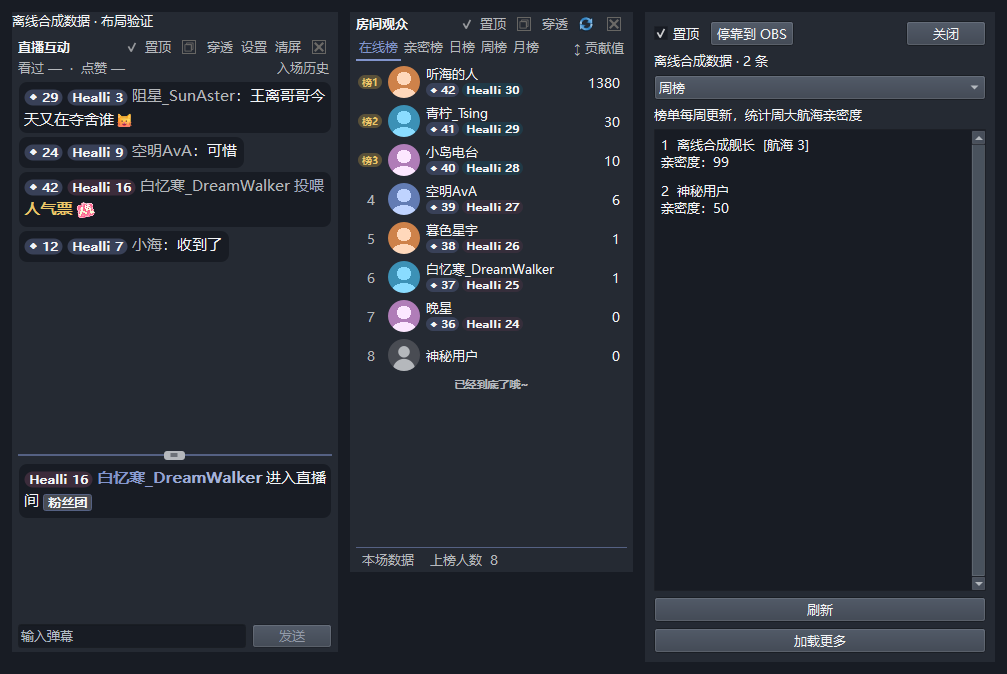 离线合成数据 · 布局验证
直播互动 ✓ 置顶 穿透 设置 清屏
看过 — · 点赞 — 入场历史
29 Healli 3 阻星_SunAster：王离哥哥今
天又在夺舍谁
24 Healli 9 空明AvA：可惜
42 Healli 16 白忆寒_DreamWalker 投喂
人气票
12 Healli 7 小海：收到了
Healli 16 白忆寒_DreamWalker 进入直播
间 粉丝团
输入弹幕 发送
房间观众 ✓ 置顶 穿透
在线榜 亲密榜 日榜 周榜 月榜 贡献值
榜1 听海的人 1380
42 Healli 30
榜2 青柠_Tsing 30
41 Healli 29
榜3 小岛电台 10
40 Healli 28
4 空明AvA 6
39 Healli 27
5 暮色星宇 1
38 Healli 26
6 白忆寒_DreamWalker 1
37 Healli 25
7 晚星 0
36 Healli 24
8 神秘用户 0
已经到底了哦~
本场数据 上榜人数 8
✓ 置顶 停靠到 OBS 关闭
离线合成数据 · 2 条
周榜
榜单每周更新，统计周大航海亲密度
1 离线合成舰长 [航海 3]
亲密度：99
2 神秘用户
亲密度：50
刷新
加载更多